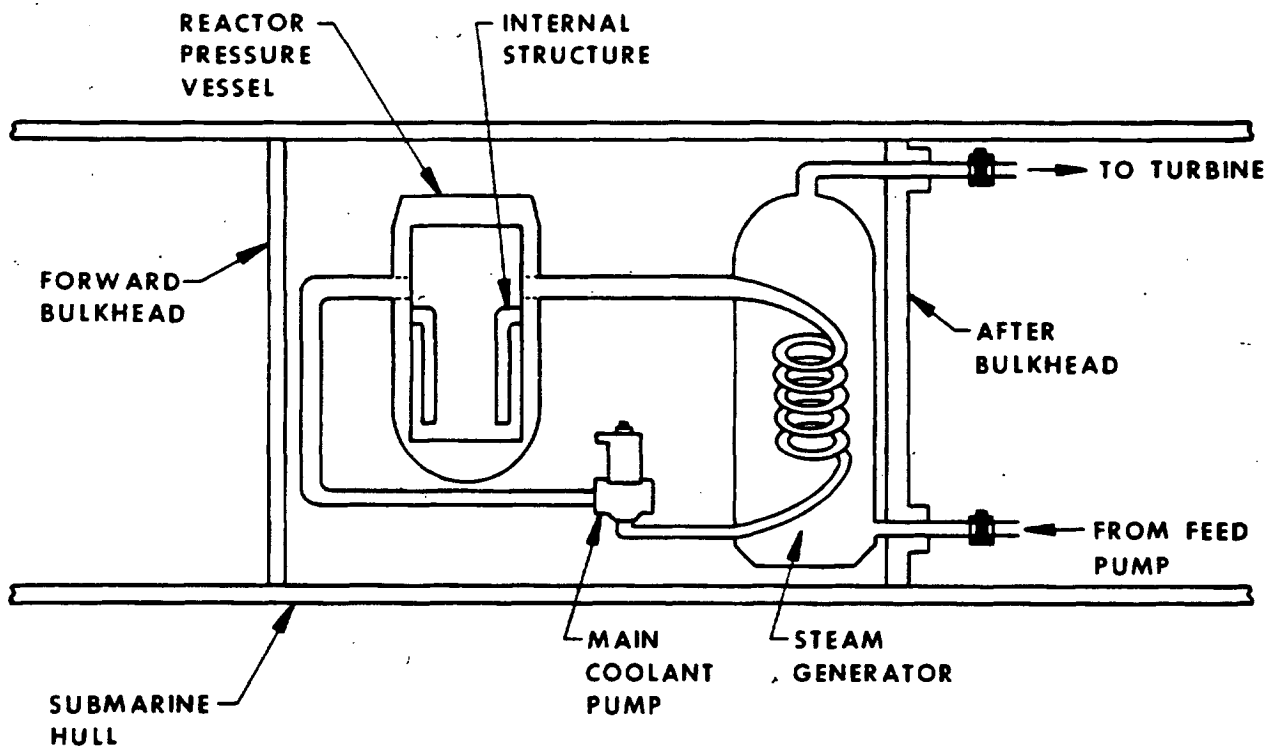 REACTOR
PRESSURE
VESSEL
INTERNAL
STRUCTURE
TO TURBINE
FORWARD
BULKHEAD
AFTER
BULKHEAD
FROM FEED
PUMP
MAIN
COOLANT
PUMP
STEAM
GENERATOR
SUBMARINE
HULL